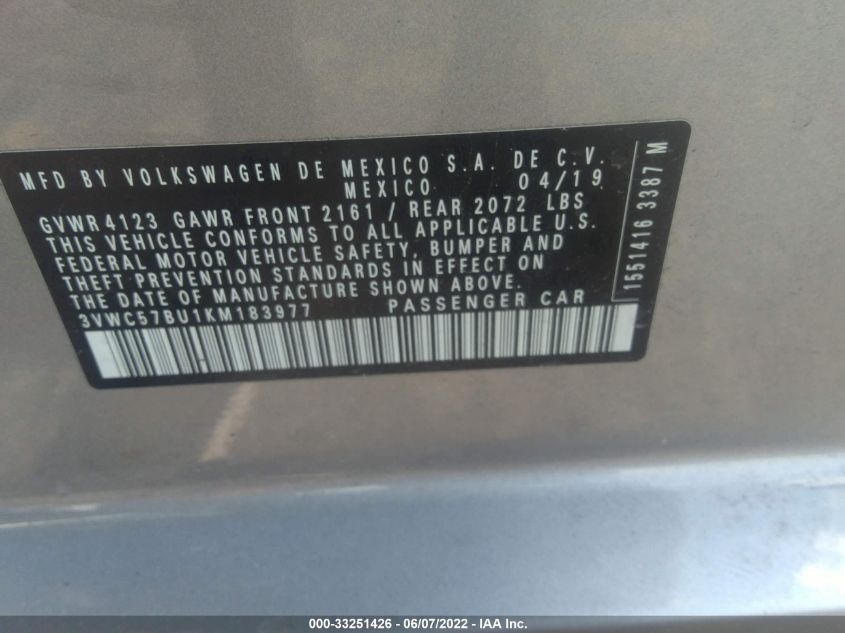 MFD BY VOLKSWAGEN DE MEXICO S.A. DE C.V.
MEXICO 04/19
GVWR 4123 GAWR FRONT 2161 / REAR 2072 LBS
THIS VEHICLE CONFORMS TO ALL APPLICABLE U.S.
FEDERAL MOTOR VEHICLE SAFETY, BUMPER AND
THEFT PREVENTION STANDARDS IN EFFECT ON
THE DATE OF MANUFACTURE SHOWN ABOVE.
3VWC57BU1KM183977 PASSENGER CAR
1551416 3387 M
000-33251426 - 06/07/2022 - IAA Inc.